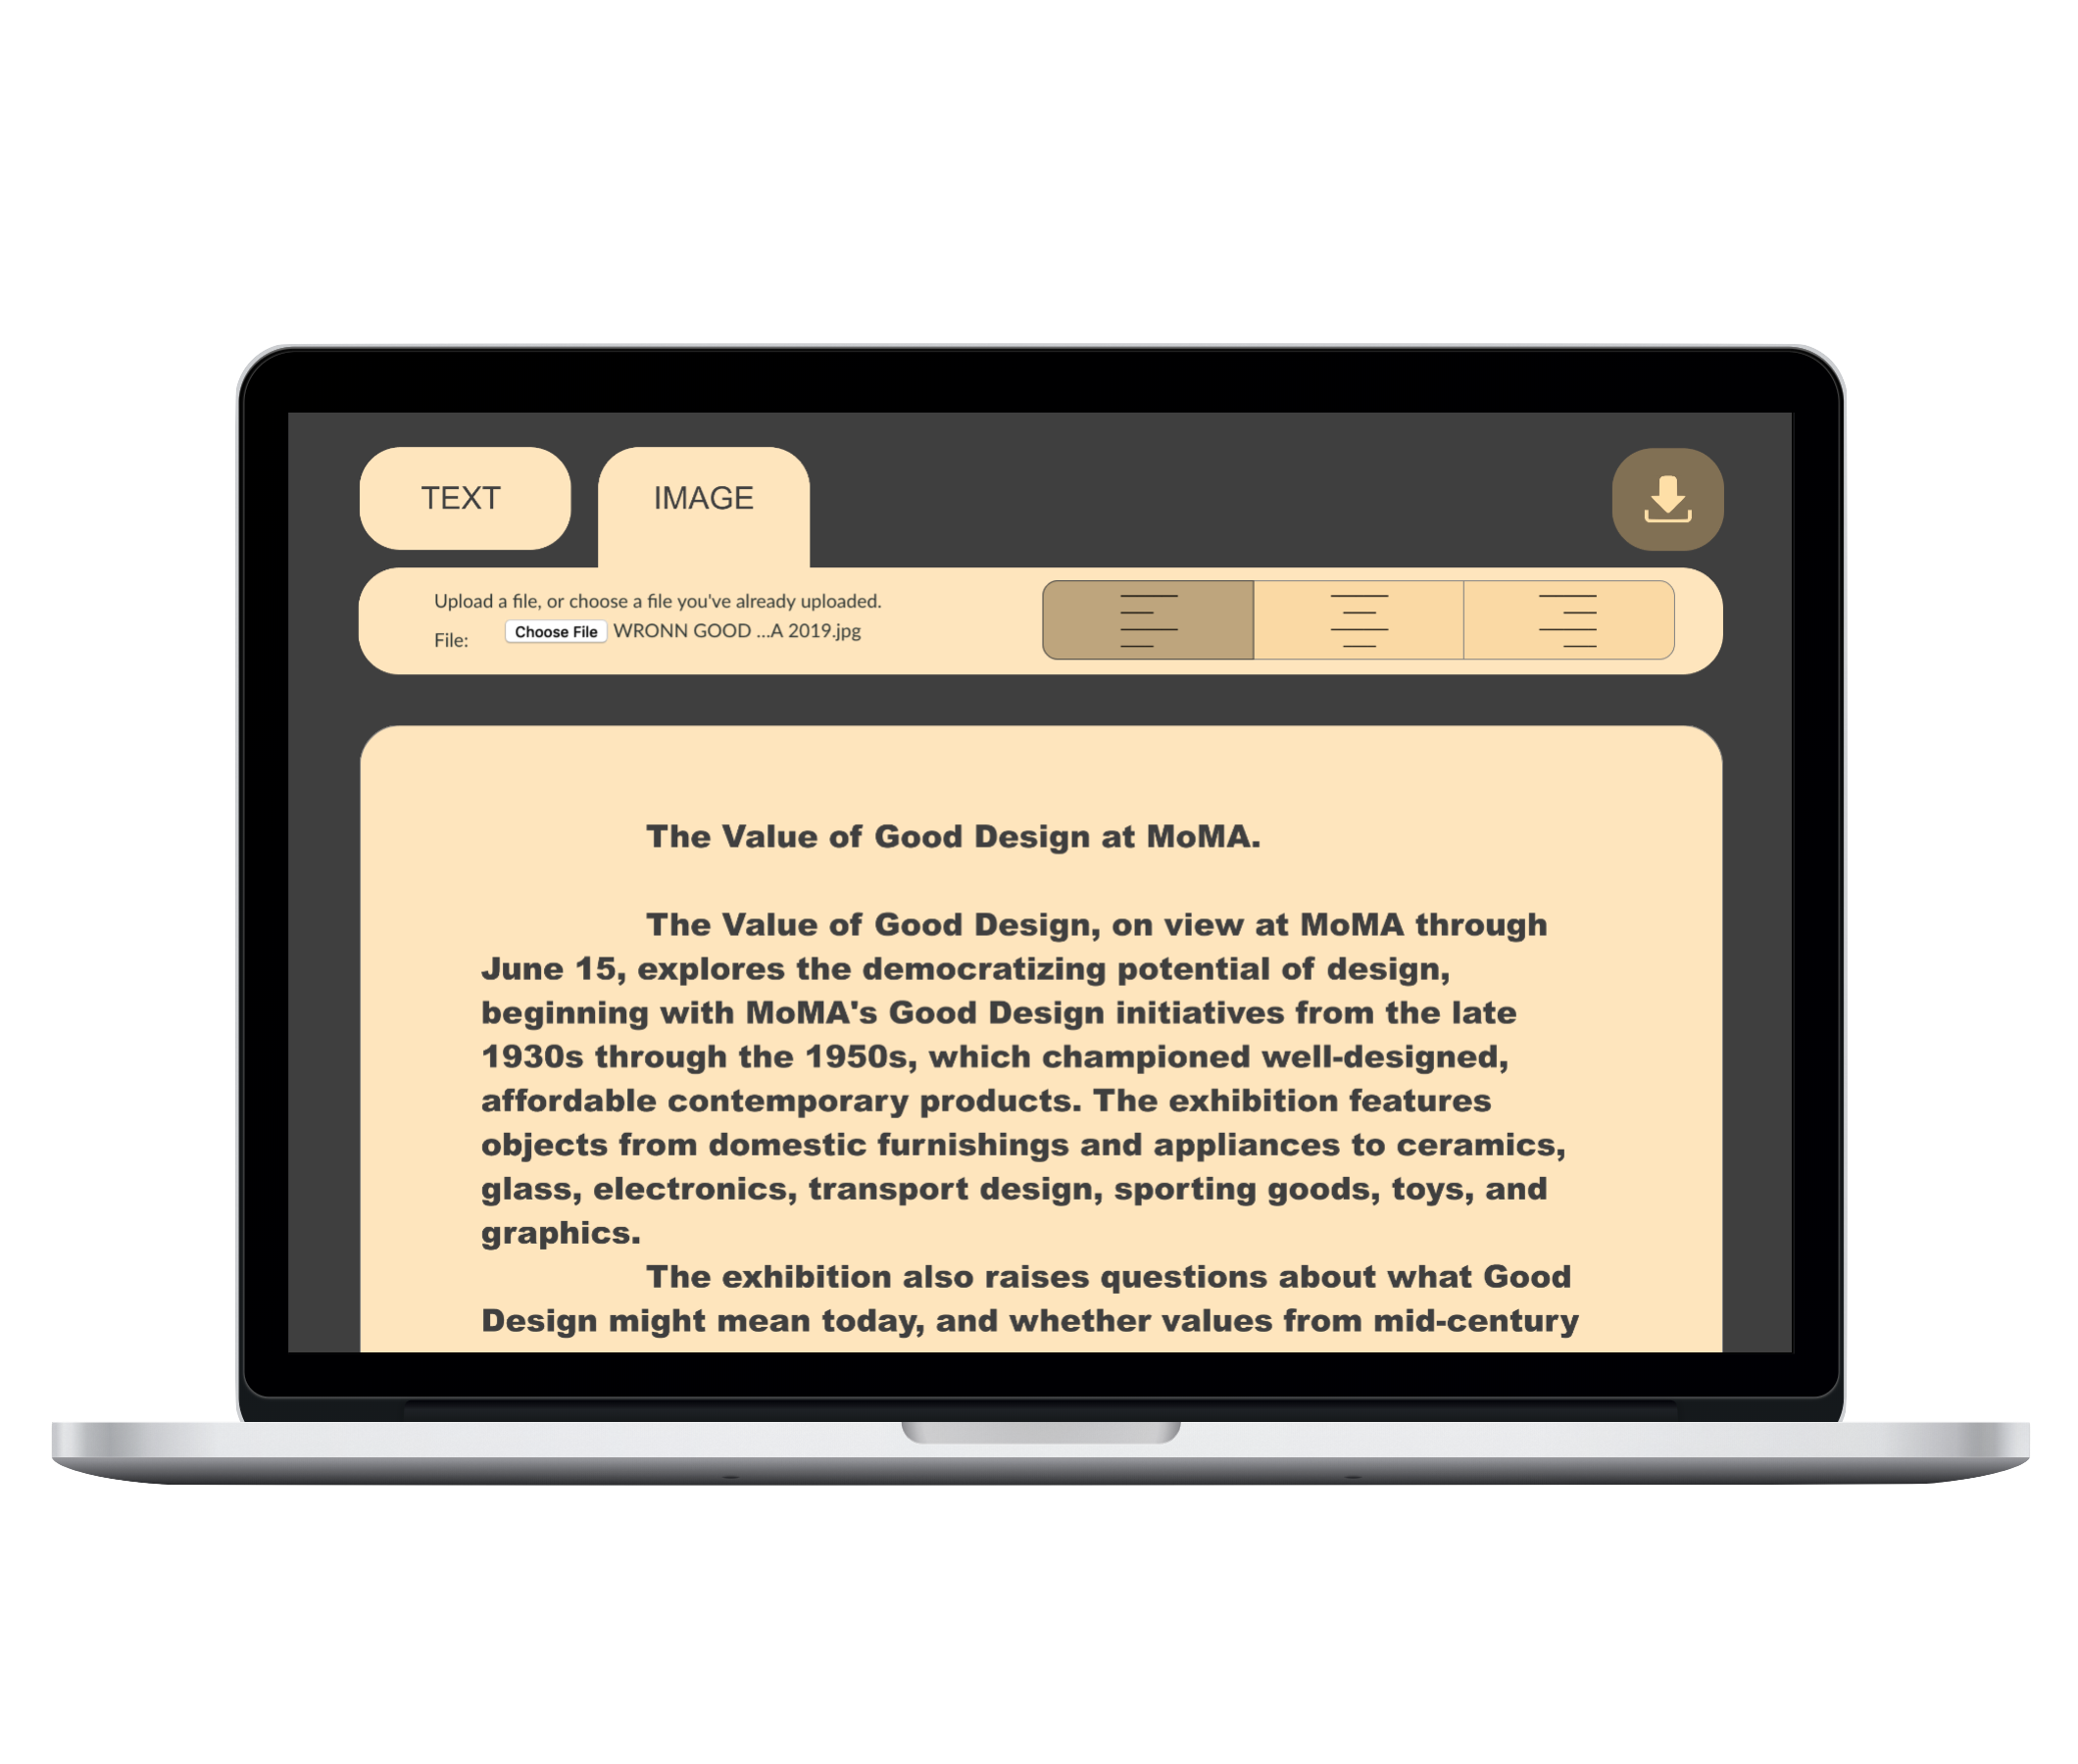 TEXT
IMAGE
Upload a file, or choose a file you've already uploaded.
File: Choose File WRONN GOOD ...A 2019.jpg
The Value of Good Design at MoMA.
The Value of Good Design, on view at MoMA through
June 15, explores the democratizing potential of design,
beginning with MoMA's Good Design initiatives from the late
1930s through the 1950s, which championed well-designed,
affordable contemporary products. The exhibition features
objects from domestic furnishings and appliances to ceramics,
glass, electronics, transport design, sporting goods, toys, and
graphics.
The exhibition also raises questions about what Good
Design might mean today, and whether values from mid-century